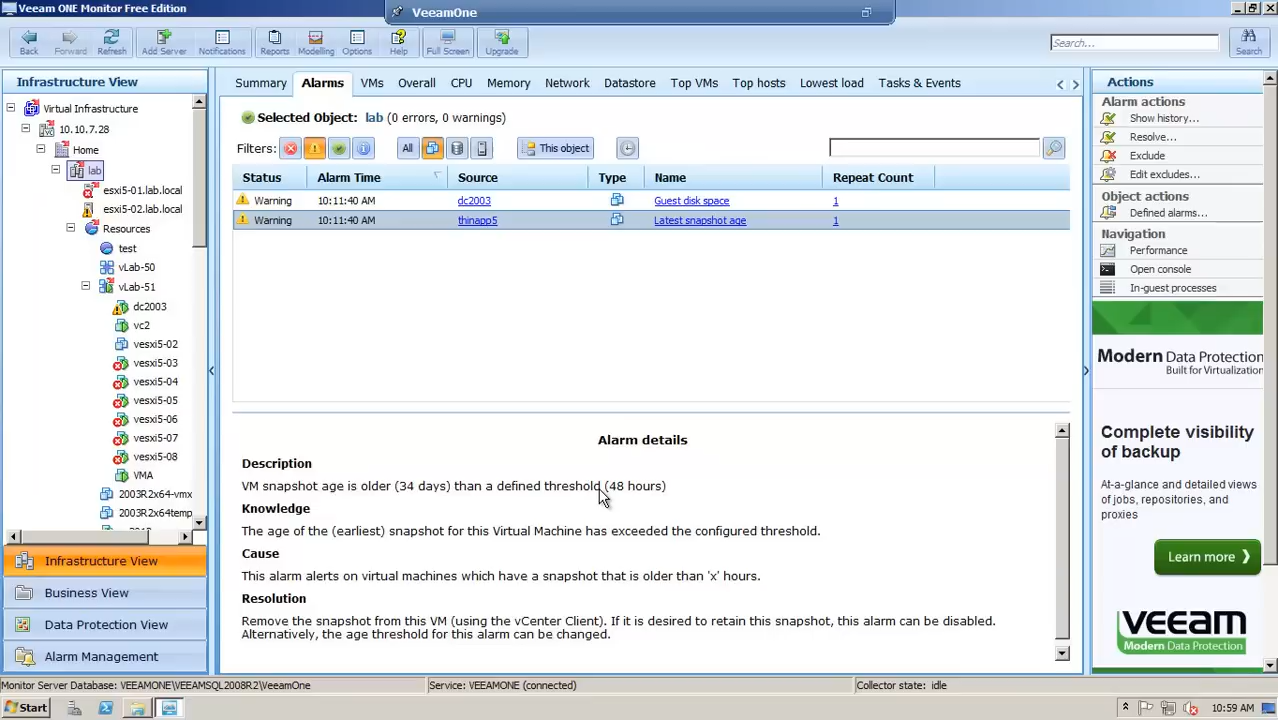 Veeam ONE Monitor Free Edition
VeeamOne
Back
Forward
Refresh
Add Server
Notifications
Reports
Modelling
Options
Help
Full Screen
Upgrade
Search...
Search
Infrastructure View
Virtual Infrastructure
10.10.7.28
Home
lab
esxi5-01.lab.local
esxi5-02.lab.local
Resources
test
vLab-50
vLab-51
dc2003
vc2
vesxi5-02
vesxi5-03
vesxi5-04
vesxi5-05
vesxi5-06
vesxi5-07
vesxi5-08
VMA
2003R2x64-vmx
2003R2x64temp
Infrastructure View
Business View
Data Protection View
Alarm Management
Summary Alarms VMs Overall CPU Memory Network Datastore Top VMs Top hosts Lowest load Tasks & Events
Selected Object: lab (0 errors, 0 warnings)
Filters: All This object
Status Alarm Time Source Type Name Repeat Count
Warning 10:11:40 AM dc2003 Guest disk space 1
Warning 10:11:40 AM thinapp5 Latest snapshot age 1
Alarm details
Description
VM snapshot age is older (34 days) than a defined threshold (48 hours)
Knowledge
The age of the (earliest) snapshot for this Virtual Machine has exceeded the configured threshold.
Cause
This alarm alerts on virtual machines which have a snapshot that is older than 'x' hours.
Resolution
Remove the snapshot from this VM (using the vCenter Client). If it is desired to retain this snapshot, this alarm can be disabled.
Alternatively, the age threshold for this alarm can be changed.
Actions
Alarm actions
Show history...
Resolve...
Exclude
Edit excludes...
Object actions
Defined alarms...
Navigation
Performance
Open console
In-guest processes
Modern Data Protection
Built for Virtualization
Complete visibility
of backup
At-a-glance and detailed views
of jobs, repositories, and
proxies
Learn more
veeam
Modern Data Protection
Monitor Server Database: VEEAMONE\VEEAMSQL2008R2\VeeamOne
Service: VEEAMONE (connected)
Collector state: idle
Start
10:59 AM